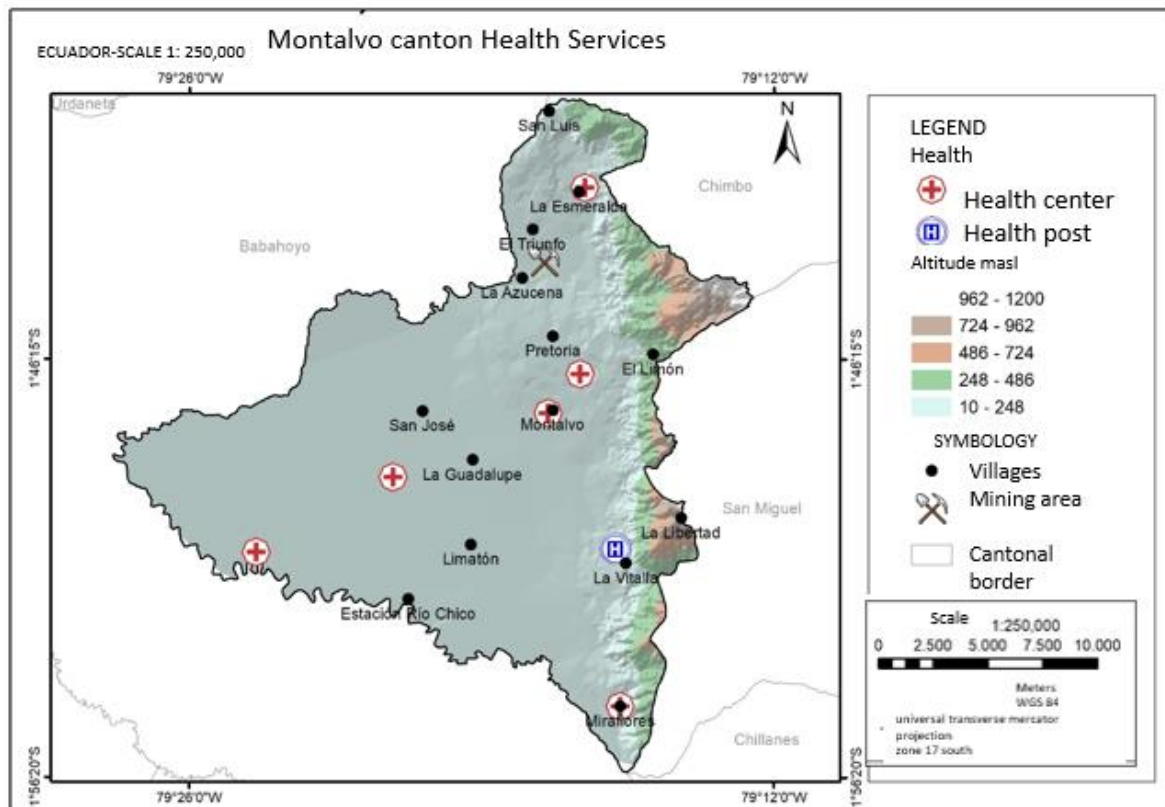 Montalvo canton Health Services
ECUADOR-SCALE 1: 250,000
79°26'0"W
79°12'0"W
Urdaneta
San Luis
N
Chimbo
La Esmeralda
El Triunfo
Babahoyo
La Azucena
Pretoria
1°46'15"S
1°46'15"S
El Limón
San José
Montalvo
La Guadalupe
San Miguel
La Libertad
Limatón
H
La Vitalia
Estación Río Chico
Miraflores
Chillanes
1°56'20"S
1°56'20"S
79°26'0"W
79°12'0"W
LEGEND
Health
Health center
H
Health post
Altitude masl
962 - 1200
724 - 962
486 - 724
248 - 486
10 - 248
SYMBOLOGY
Villages
Mining area
Cantonal
border
Scale
1:250,000
0 2.500 5.000 7.500 10.000
Meters
WGS 84
universal transverse mercator
projection
zone 17 south